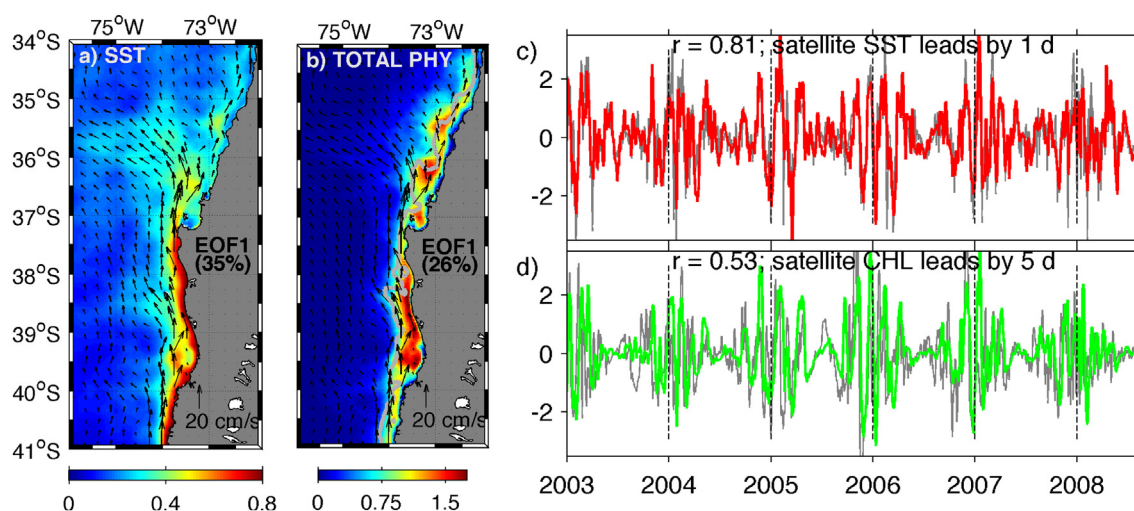 75°W 73°W
a) SST
34°S
35°S
36°S
37°S
38°S
39°S
40°S
41°S
EOF1
(35%)
20 cm/s
0 0.4 0.8
75°W 73°W
b) TOTAL PHY
EOF1
(26%)
20 cm/s
0 0.75 1.5
c)
r = 0.81; satellite SST leads by 1 d
2
0
-2
d)
r = 0.53; satellite CHL leads by 5 d
2
0
-2
2003 2004 2005 2006 2007 2008